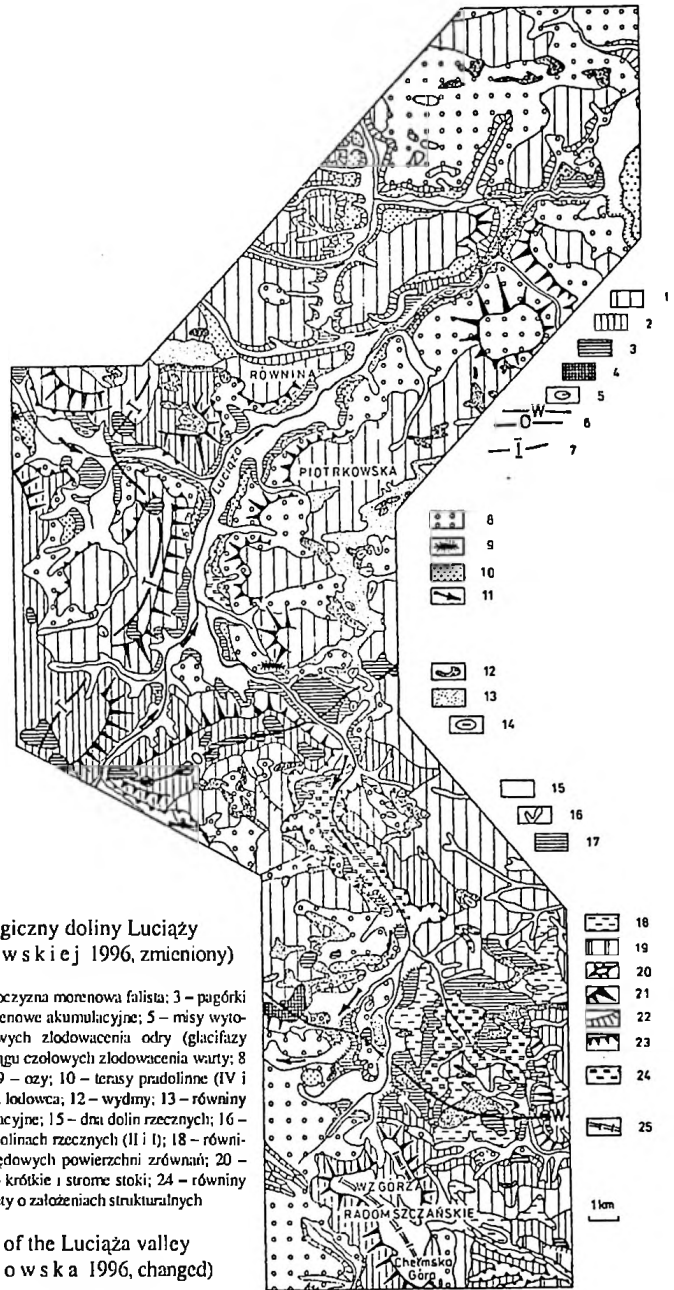 RÓWNINA
Luciąża
PIOTRKOWSKA
1
2
3
4
5
W
O
6
I
7
8
9
10
11
12
13
14
15
16
17
I
I
O
W
WZGÓRZA
RADOMSZCZAŃSKIE
Chełmska
Góra
18
19
20
21
22
23
24
25
1km
giczny doliny Luciąży
w s k i e j 1996, zmieniony)
oczyzna morenowa falista; 3 – pagórki
enowe akumulacyjne; 5 – misy wyto-
wych zlodowacenia odry (glacifazy
ągu czołowych zlodowacenia warty; 8
9 – ozy; 10 – terasy pradolinne (IV i
lodowca; 12 – wydmy; 13 – równiny
acyjne; 15 – dna dolin rzecznych; 16 –
olinach rzecznych (II i I); 18 – równi-
ędowych powierzchni zrównań; 20 –
– krótkie i strome stoki; 24 – równiny
ty o założeniach strukturalnych
of the Luciąża valley
o w s k a 1996, changed)